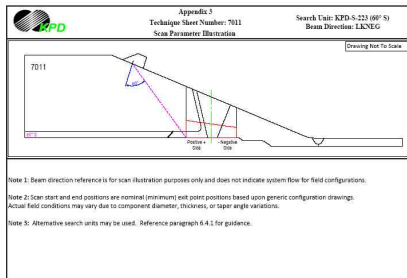 KPD
Appendix 3
Technique Sheet Number: 7011
Scan Parameter Illustration
Search Unit: KPD-S-223 (60° S)
Beam Direction: LKNEG
Drawing Not To Scale
7011
60°
60° S
Positive + Side
- Negative Side
Note 1: Beam direction reference is for scan illustration purposes only and does not indicate system flow for field configurations.
Note 2: Scan start and end positions are nominal (minimum) exit point positions based upon generic configuration drawings.
Actual field conditions may vary due to component diameter, thickness, or taper angle variations.
Note 3: Alternative search units may be used. Reference paragraph 6.4.1 for guidance.